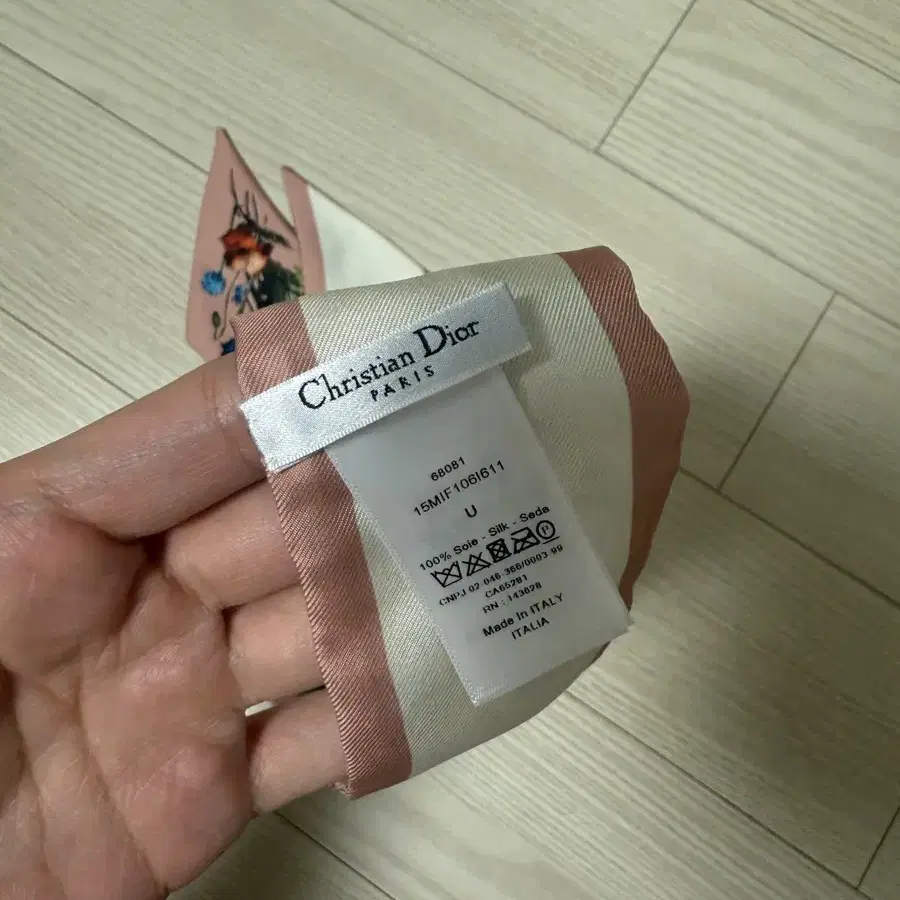 Christian Dior
PARIS
68081
15MIF106I611
U
100% Soie - Silk - Seda
CNPJ 02 046 366/0003 99
CA65281
RN : 143628
Made In ITALY
ITALIA